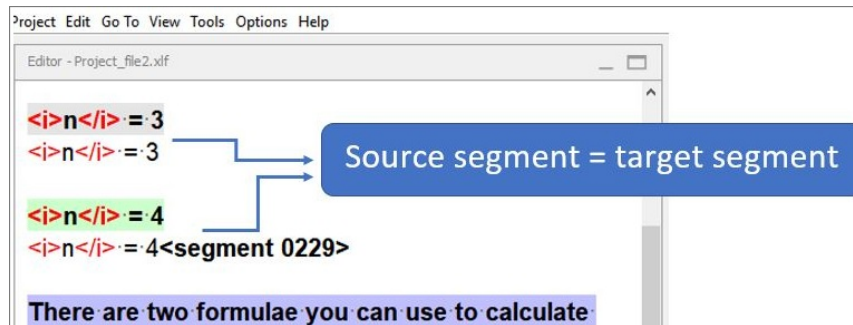 Project Edit Go To View Tools Options Help
Editor - Project_file2.xlf
<i>n</i>·=·3
<i>n</i>·=·3
Source segment = target segment
<i>n</i>·=·4
<i>n</i>·=·4<segment 0229>
There·are·two·formulae·you·can·use·to·calculate·